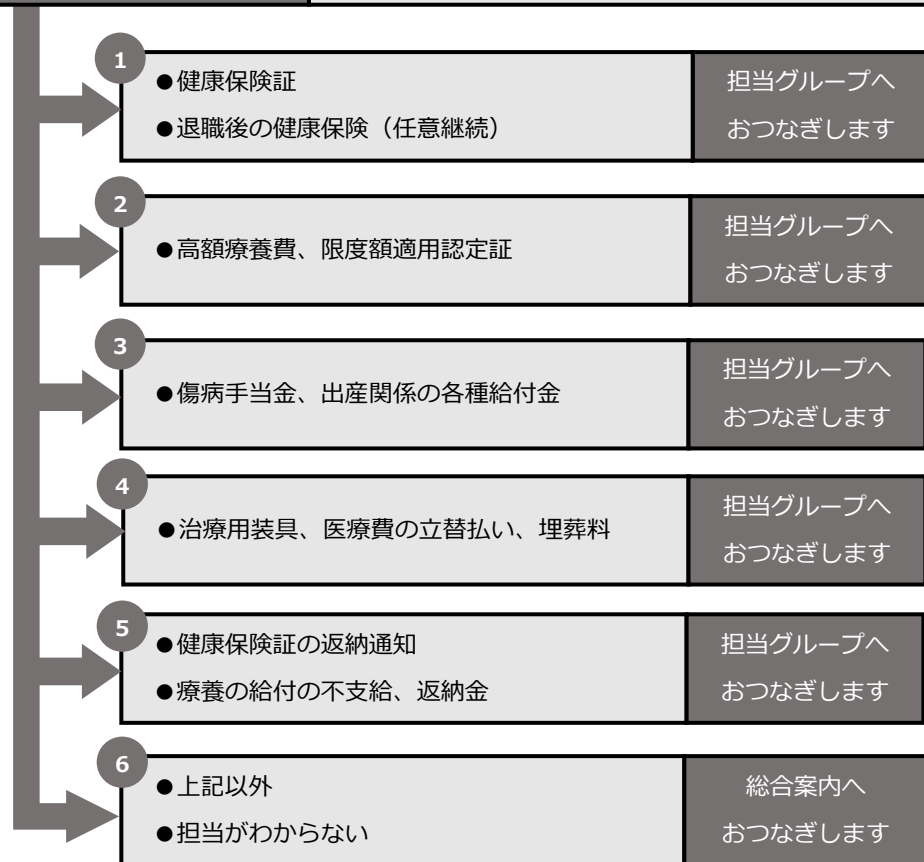 1
●健康保険証
●退職後の健康保険（任意継続）
担当グループへ
おつなぎします
2
●高額療養費、限度額適用認定証
担当グループへ
おつなぎします
3
●傷病手当金、出産関係の各種給付金
担当グループへ
おつなぎします
4
●治療用装具、医療費の立替払い、埋葬料
担当グループへ
おつなぎします
5
●健康保険証の返納通知
●療養の給付の不支給、返納金
担当グループへ
おつなぎします
6
●上記以外
●担当がわからない
総合案内へ
おつなぎします